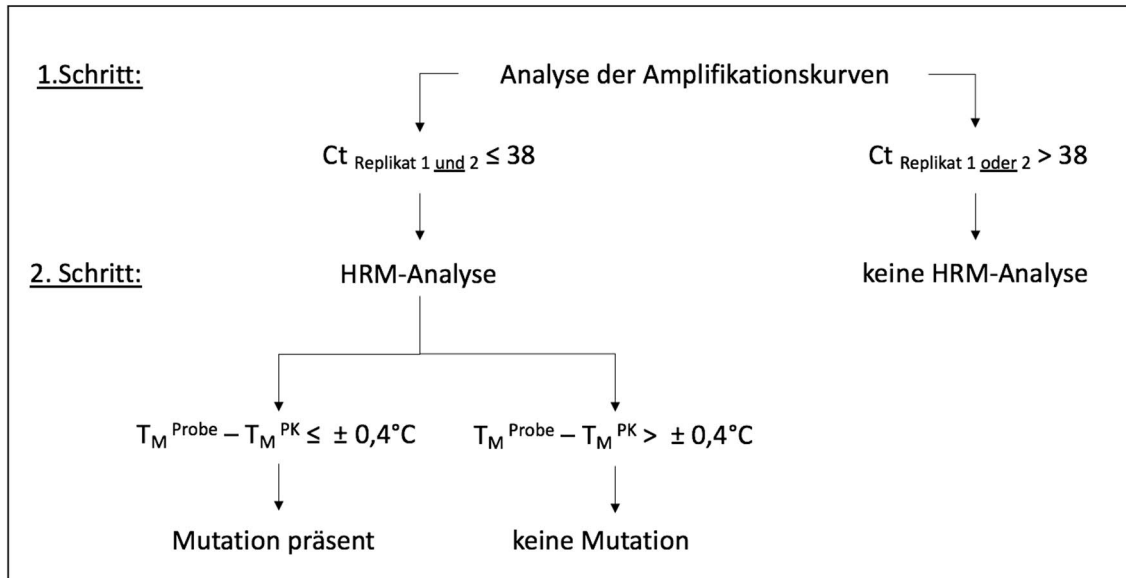 1.Schritt: Analyse der Amplifikationskurven
Ct Replikat 1 und 2 ≤ 38 Ct Replikat 1 oder 2 > 38
2. Schritt: HRM-Analyse keine HRM-Analyse
TM Probe – TM PK ≤ ± 0,4°C TM Probe – TM PK > ± 0,4°C
Mutation präsent keine Mutation